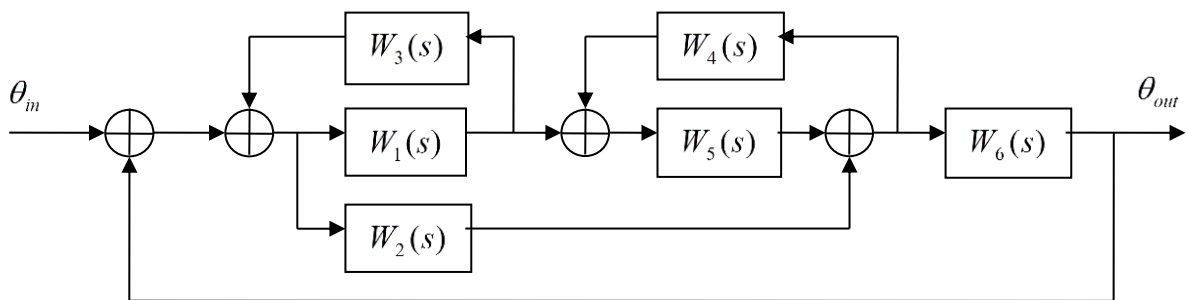 W₃(s)
W₄(s)
θᵢₙ
θₒᵤₜ
W₁(s)
W₅(s)
W₆(s)
W₂(s)